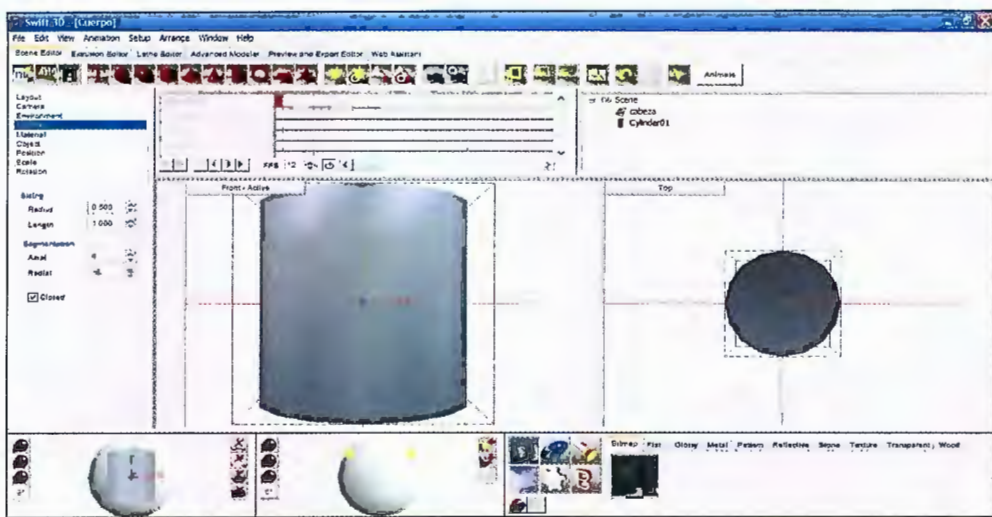 Swift 3D - [Cuerpo]
File Edit View Animation Setup Arrange Window Help
Scene Editor Extrusion Editor Lathe Editor Advanced Modeler Preview and Export Editor Web Assistant
Animate
Layout
Camera
Environment
Material
Object
Position
Scale
Rotation
Sizing
Radius 0.500
Length 1.000
Segmentation
Axial
Radial
Closed
FPS 12
Scene
cabeza
Cylinder01
Front - Active
Top
Bitmap Flat Glossy Metal Pattern Reflective Stone Texture Transparent Wood